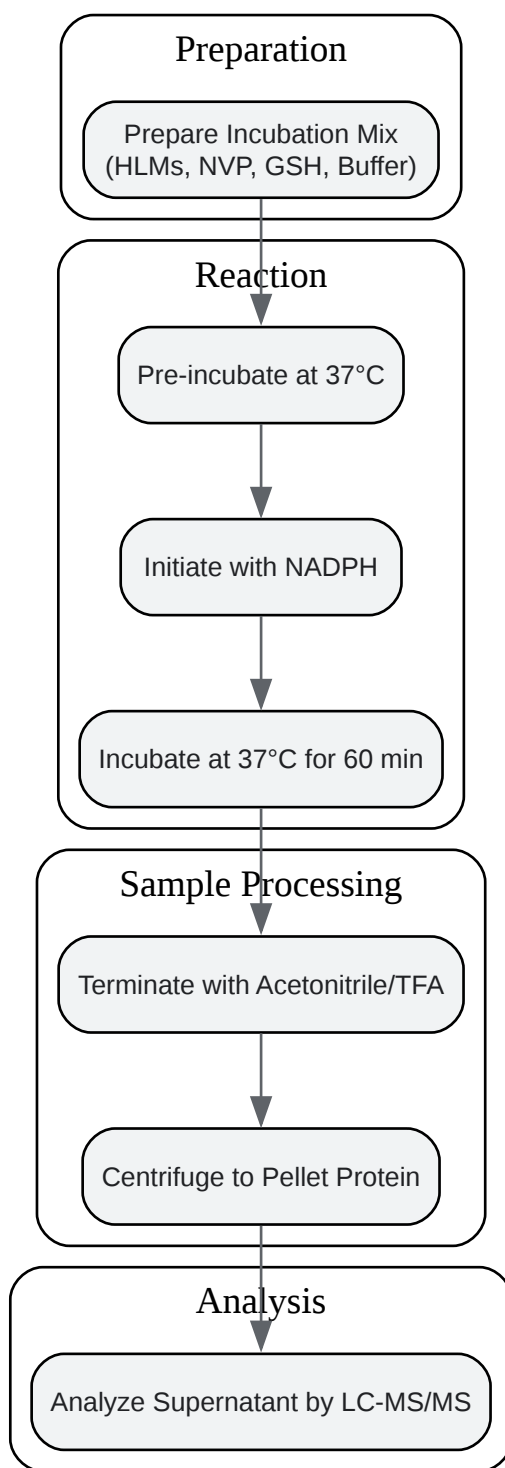 Preparation
Prepare Incubation Mix
(HLMs, NVP, GSH, Buffer)
Reaction
Pre-incubate at 37°C
Initiate with NADPH
Incubate at 37°C for 60 min
Sample Processing
Terminate with Acetonitrile/TFA
Centrifuge to Pellet Protein
Analysis
Analyze Supernatant by LC-MS/MS